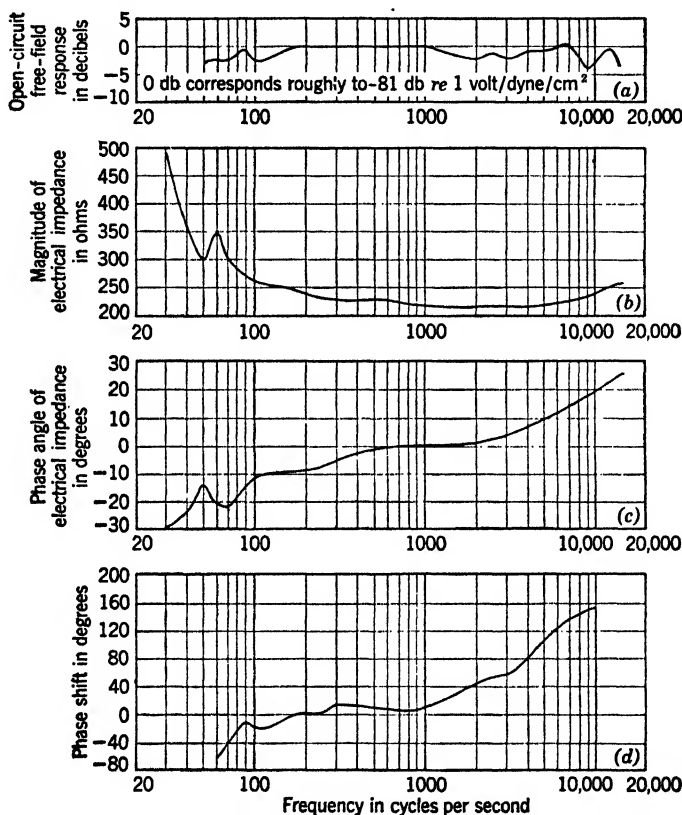 Open-circuit
free-field
response
in decibels
5
0
−5
−10
0 db corresponds roughly to -81 db re 1 volt/dyne/cm²
(a)
20
100
1000
10,000
20,000
Magnitude of
electrical impedance
in ohms
500
450
400
350
300
250
200
(b)
20
100
1000
10,000
20,000
Phase angle of
electrical impedance
in degrees
30
20
10
0
−10
−20
−30
(c)
20
100
1000
10,000
20,000
Phase shift in degrees
200
160
120
80
40
0
−40
−80
(d)
20
100
1000
10,000
20,000
Frequency in cycles per second